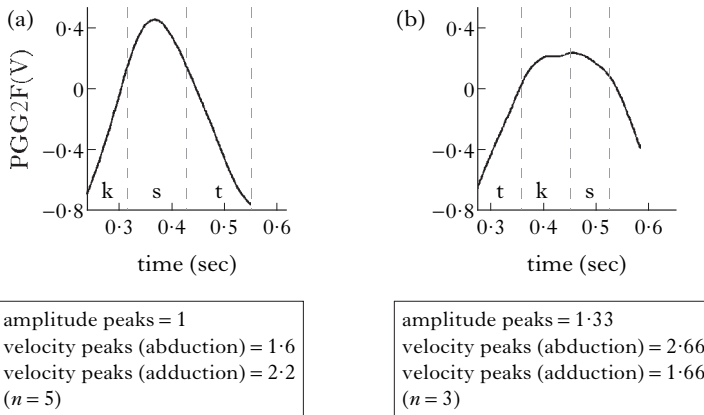 (a)
PGG2F(V)
0·4
0
−0·4
−0·8
k s t
0·3 0·4 0·5 0·6
time (sec)
amplitude peaks = 1
velocity peaks (abduction) = 1·6
velocity peaks (adduction) = 2·2
(n = 5)
(b)
0·4
0
−0·4
−0·8
t k s
0·3 0·4 0·5 0·6
time (sec)
amplitude peaks = 1·33
velocity peaks (abduction) = 2·66
velocity peaks (adduction) = 1·66
(n = 3)